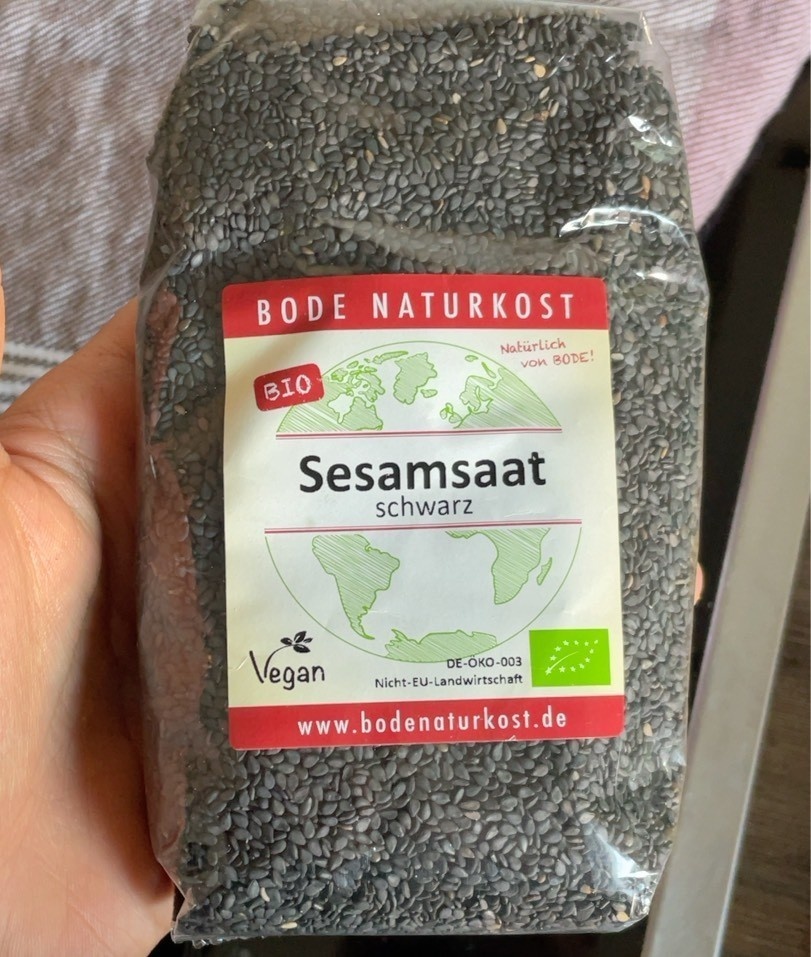 BODE NATURKOST
Natürlich
von BODE!
BIO
Sesamsaat
schwarz
Vegan
DE-ÖKO-003
Nicht-EU-Landwirtschaft
www.bodenaturkost.de